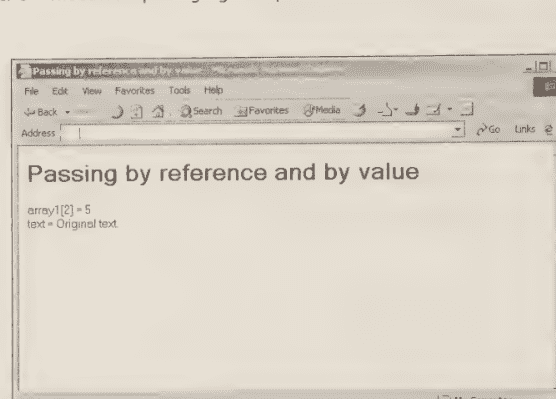 Passing by reference and by value
File Edit View Favorites Tools Help
Back Search Favorites Media
Address Go Links
Passing by reference and by value
array1[2] = 5
text = Original text